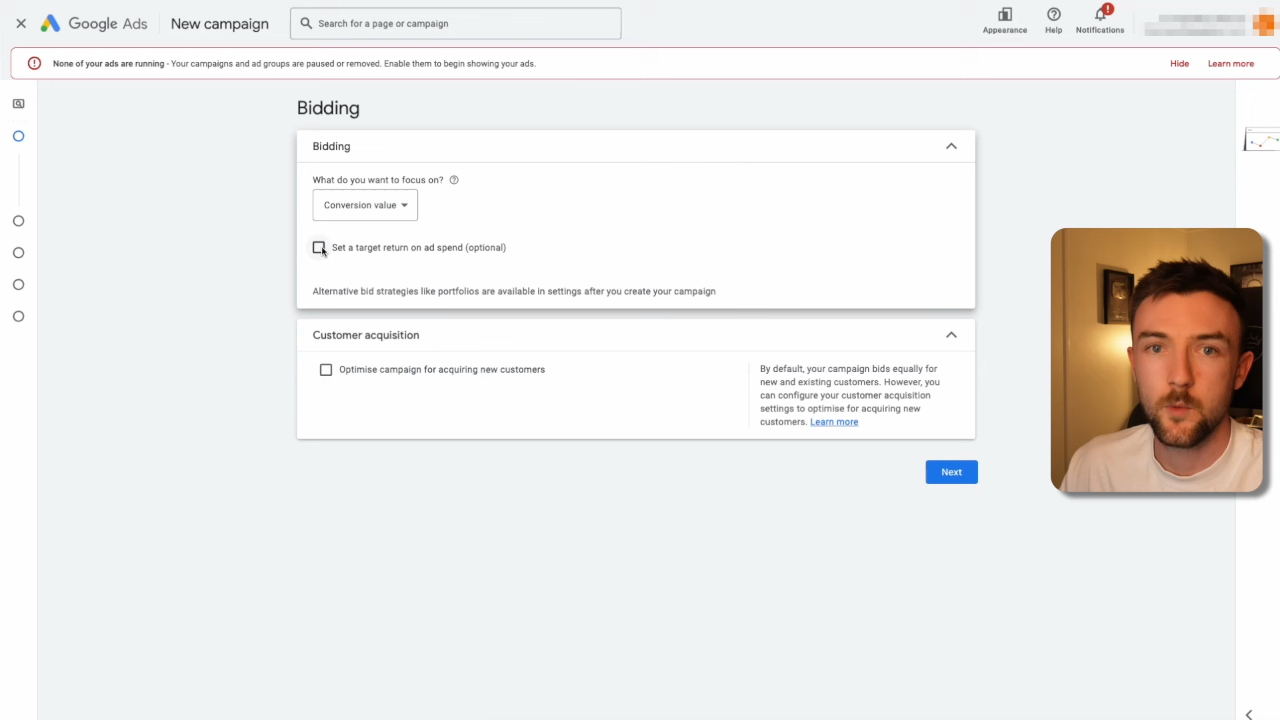 Google Ads
New campaign
Search for a page or campaign
Appearance
Help
Notifications
None of your ads are running - Your campaigns and ad groups are paused or removed. Enable them to begin showing your ads.
Hide
Learn more
Bidding
Bidding
What do you want to focus on?
Conversion value
Set a target return on ad spend (optional)
Alternative bid strategies like portfolios are available in settings after you create your campaign
Customer acquisition
Optimise campaign for acquiring new customers
By default, your campaign bids equally for
new and existing customers. However, you
can configure your customer acquisition
settings to optimise for acquiring new
customers. Learn more
Next